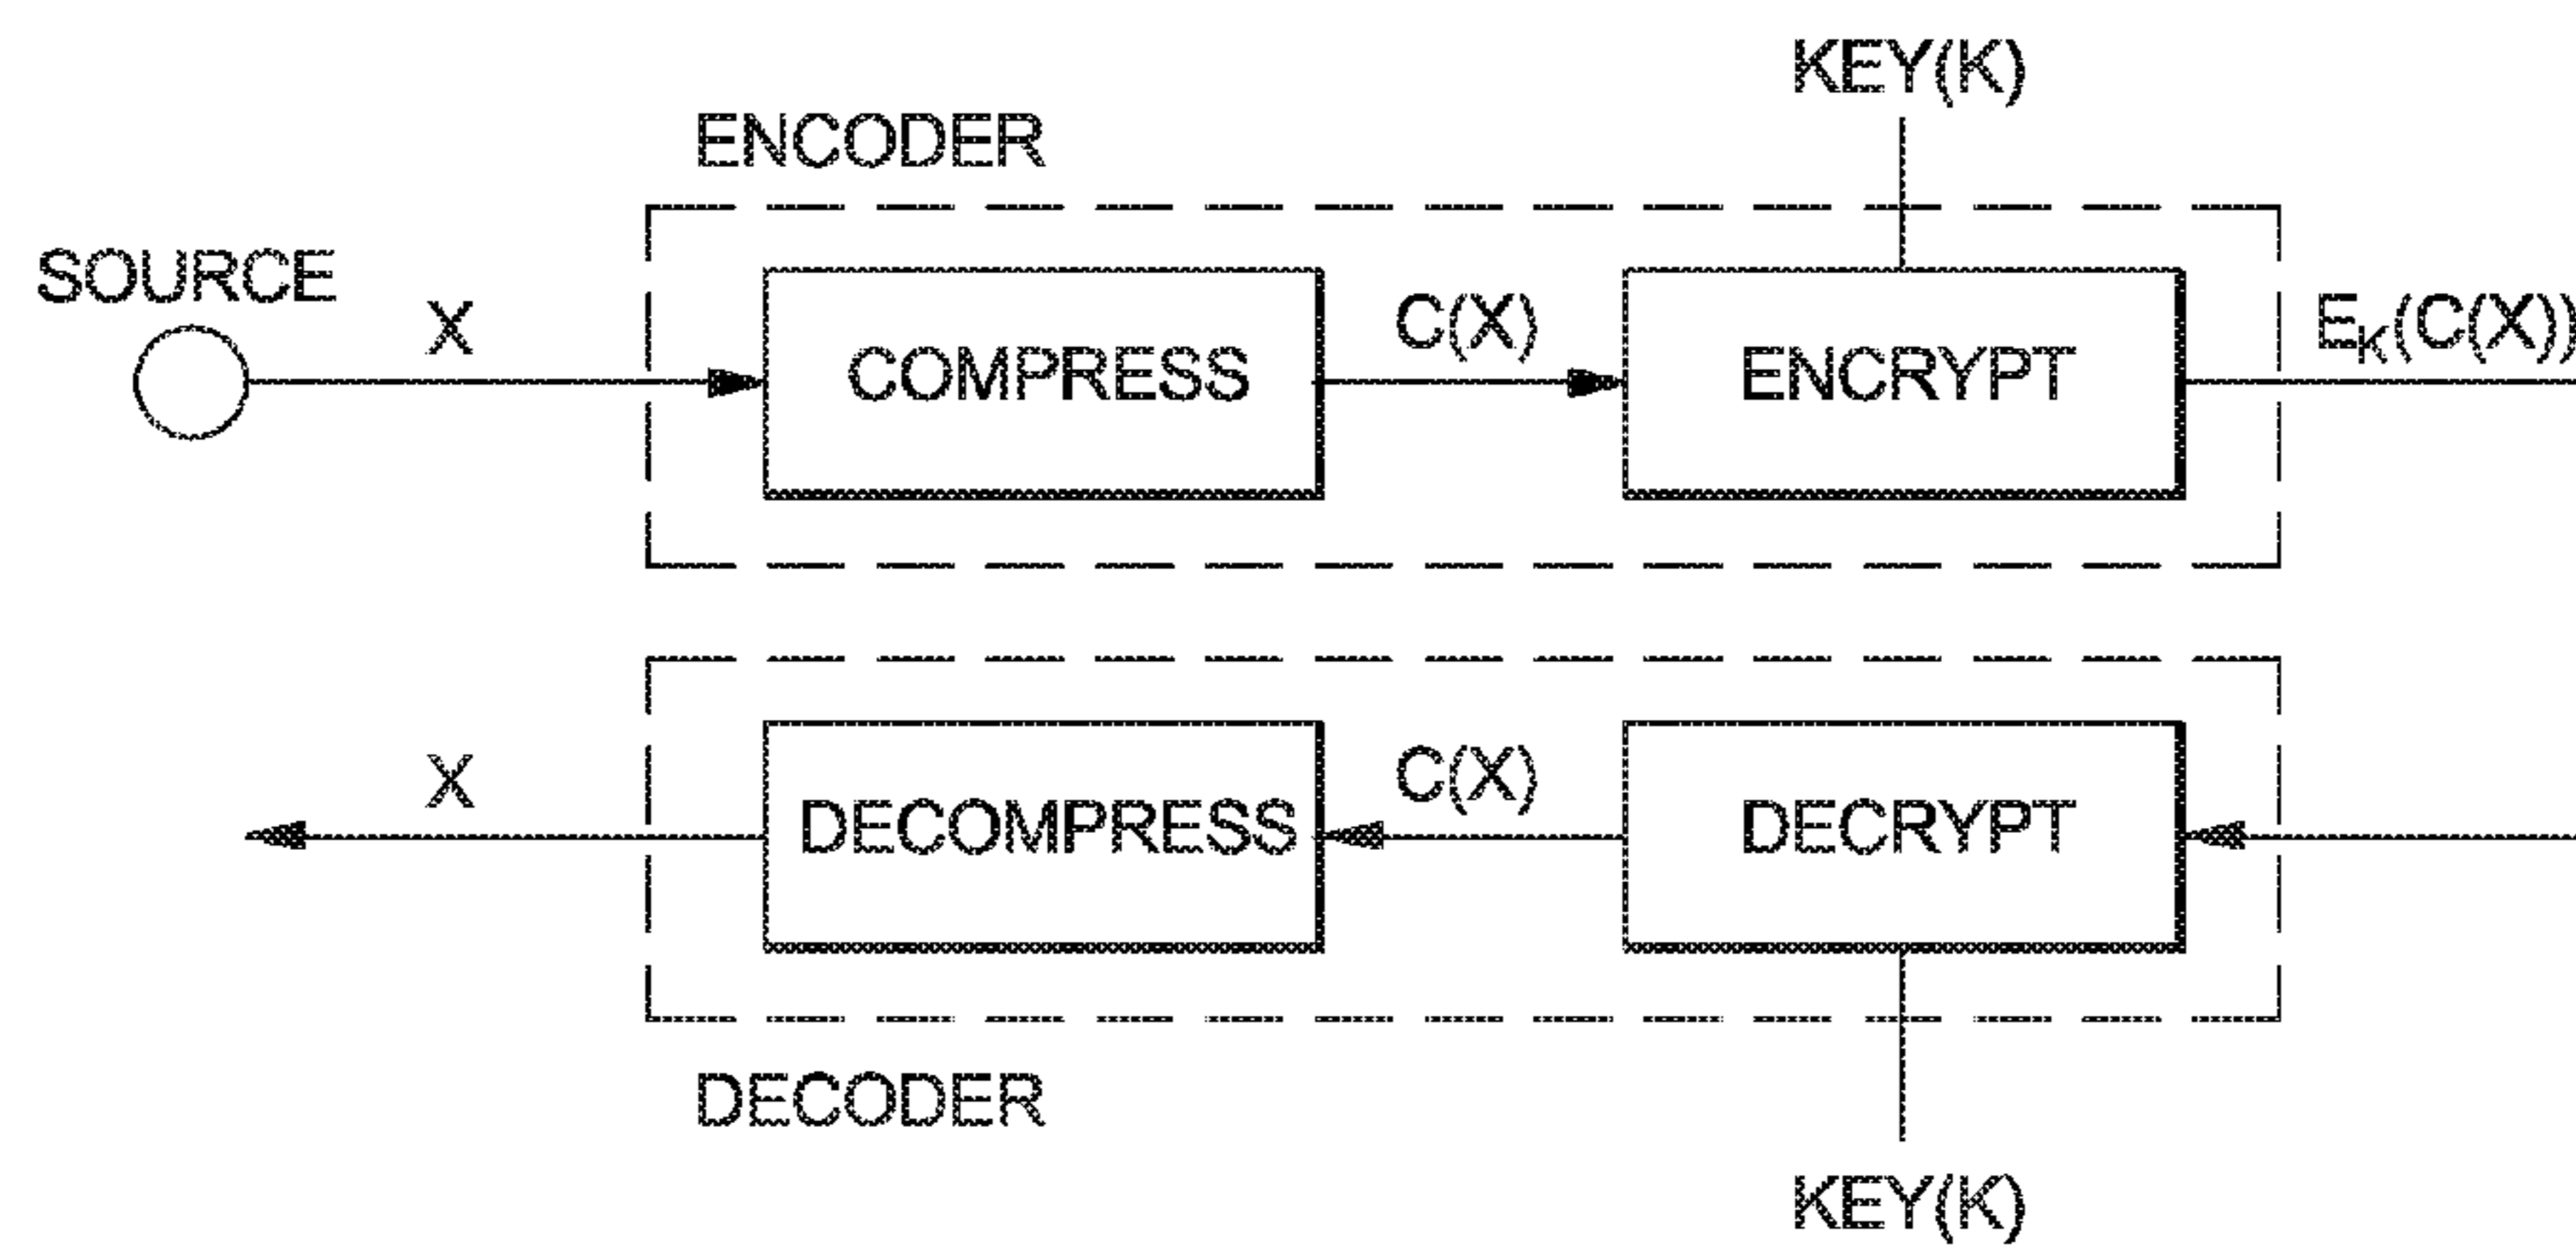 KEY(K)
ENCODER
SOURCE
X
COMPRESS
C(X)
ENCRYPT
EK(C(X))
X
DECOMPRESS
C(X)
DECRYPT
DECODER
KEY(K)